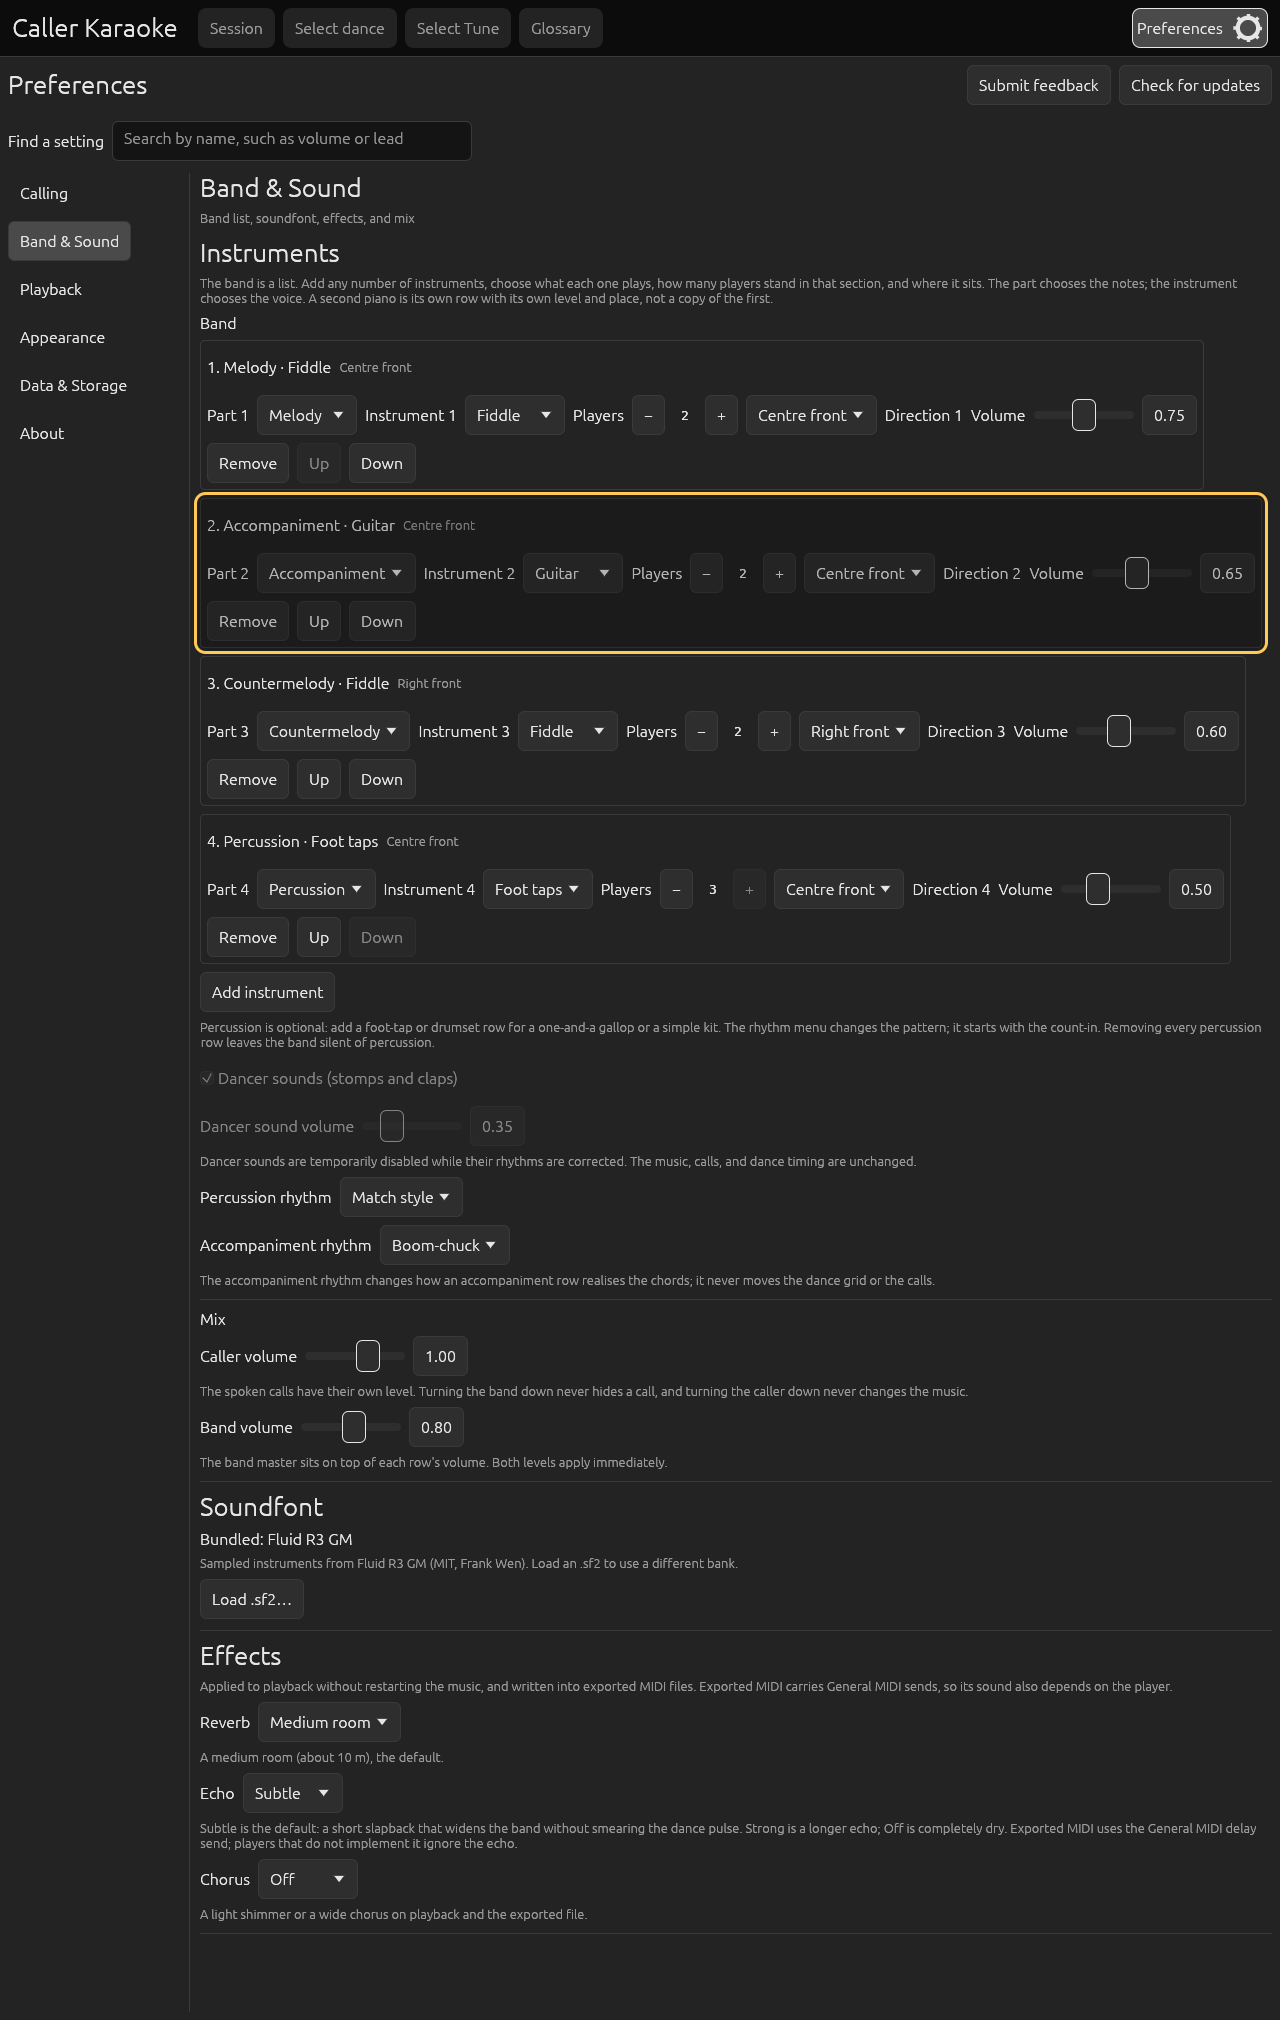 Caller Karaoke Session Select dance Select Tune Glossary Preferences
Preferences Submit feedback Check for updates
Find a setting Search by name, such as volume or lead
Calling
Band & Sound
Playback
Appearance
Data & Storage
About
Band & Sound
Band list, soundfont, effects, and mix
Instruments
The band is a list. Add any number of instruments, choose what each one plays, how many players stand in that section, and where it sits. The part chooses the notes; the instrument
chooses the voice. A second piano is its own row with its own level and place, not a copy of the first.
Band
1. Melody · Fiddle Centre front
Part 1 Melody Instrument 1 Fiddle Players – 2 + Centre front Direction 1 Volume 0.75
Remove Up Down
2. Accompaniment · Guitar Centre front
Part 2 Accompaniment Instrument 2 Guitar Players – 2 + Centre front Direction 2 Volume 0.65
Remove Up Down
3. Countermelody · Fiddle Right front
Part 3 Countermelody Instrument 3 Fiddle Players – 2 + Right front Direction 3 Volume 0.60
Remove Up Down
4. Percussion · Foot taps Centre front
Part 4 Percussion Instrument 4 Foot taps Players – 3 + Centre front Direction 4 Volume 0.50
Remove Up Down
Add instrument
Percussion is optional: add a foot-tap or drumset row for a one-and-a gallop or a simple kit. The rhythm menu changes the pattern; it starts with the count-in. Removing every percussion
row leaves the band silent of percussion.
Dancer sounds (stomps and claps)
Dancer sound volume 0.35
Dancer sounds are temporarily disabled while their rhythms are corrected. The music, calls, and dance timing are unchanged.
Percussion rhythm Match style
Accompaniment rhythm Boom-chuck
The accompaniment rhythm changes how an accompaniment row realises the chords; it never moves the dance grid or the calls.
Mix
Caller volume 1.00
The spoken calls have their own level. Turning the band down never hides a call, and turning the caller down never changes the music.
Band volume 0.80
The band master sits on top of each row's volume. Both levels apply immediately.
Soundfont
Bundled: Fluid R3 GM
Sampled instruments from Fluid R3 GM (MIT, Frank Wen). Load an .sf2 to use a different bank.
Load .sf2…
Effects
Applied to playback without restarting the music, and written into exported MIDI files. Exported MIDI carries General MIDI sends, so its sound also depends on the player.
Reverb Medium room
A medium room (about 10 m), the default.
Echo Subtle
Subtle is the default: a short slapback that widens the band without smearing the dance pulse. Strong is a longer echo; Off is completely dry. Exported MIDI uses the General MIDI delay
send; players that do not implement it ignore the echo.
Chorus Off
A light shimmer or a wide chorus on playback and the exported file.